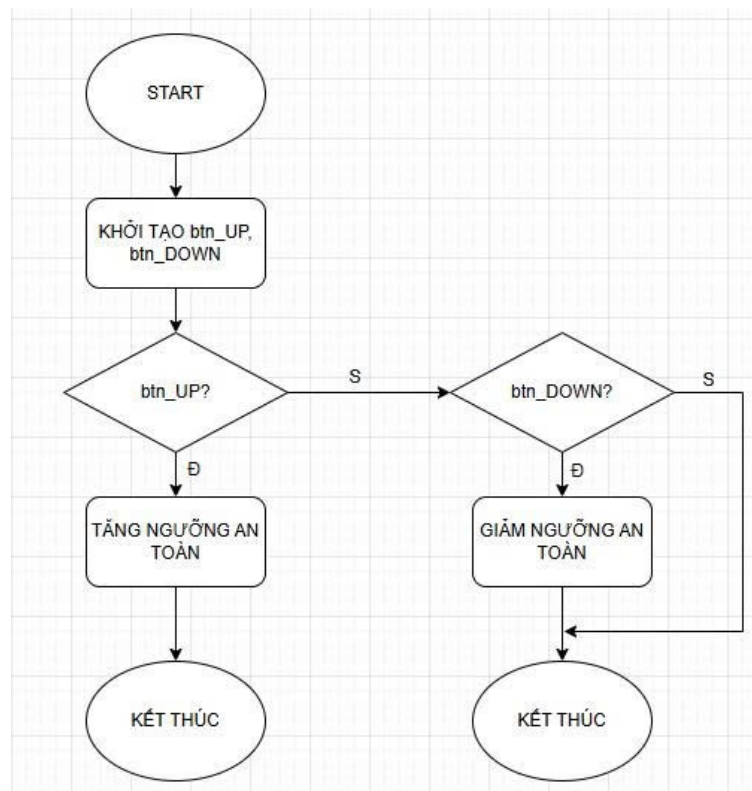 START
KHỞI TẠO btn_UP,
btn_DOWN
btn_UP?
S
btn_DOWN?
S
Đ
Đ
TĂNG NGƯỠNG AN
TOÀN
GIẢM NGƯỠNG AN
TOÀN
KẾT THÚC
KẾT THÚC